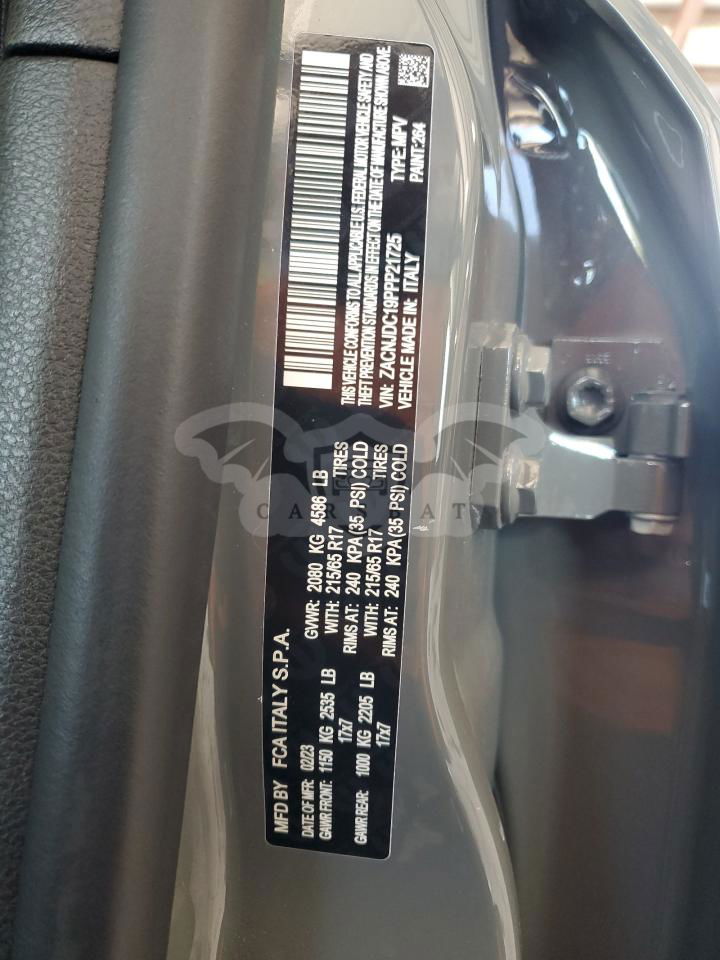 MFD BY FCA ITALY S.P.A.
DATE OF MFR: 02/23 GVWR: 2080 KG 4586 LB
GAWR FRONT: 1150 KG 2535 LB WITH: 215/65 R17 TIRES
17x7 RIMS AT: 240 KPA(35 PSI) COLD
GAWR REAR: 1000 KG 2205 LB WITH: 215/65 R17 TIRES
17x7 RIMS AT: 240 KPA(35 PSI) COLD
THIS VEHICLE CONFORMS TO ALL APPLICABLE U.S. FEDERAL MOTOR VEHICLE SAFETY AND
THEFT PREVENTION STANDARDS IN EFFECT ON THE DATE OF MANUFACTURE SHOWN ABOVE
VIN: ZACNJDC19PPP21725 TYPE: MPV
VEHICLE MADE IN: ITALY PAINT: 264
CARSBAT